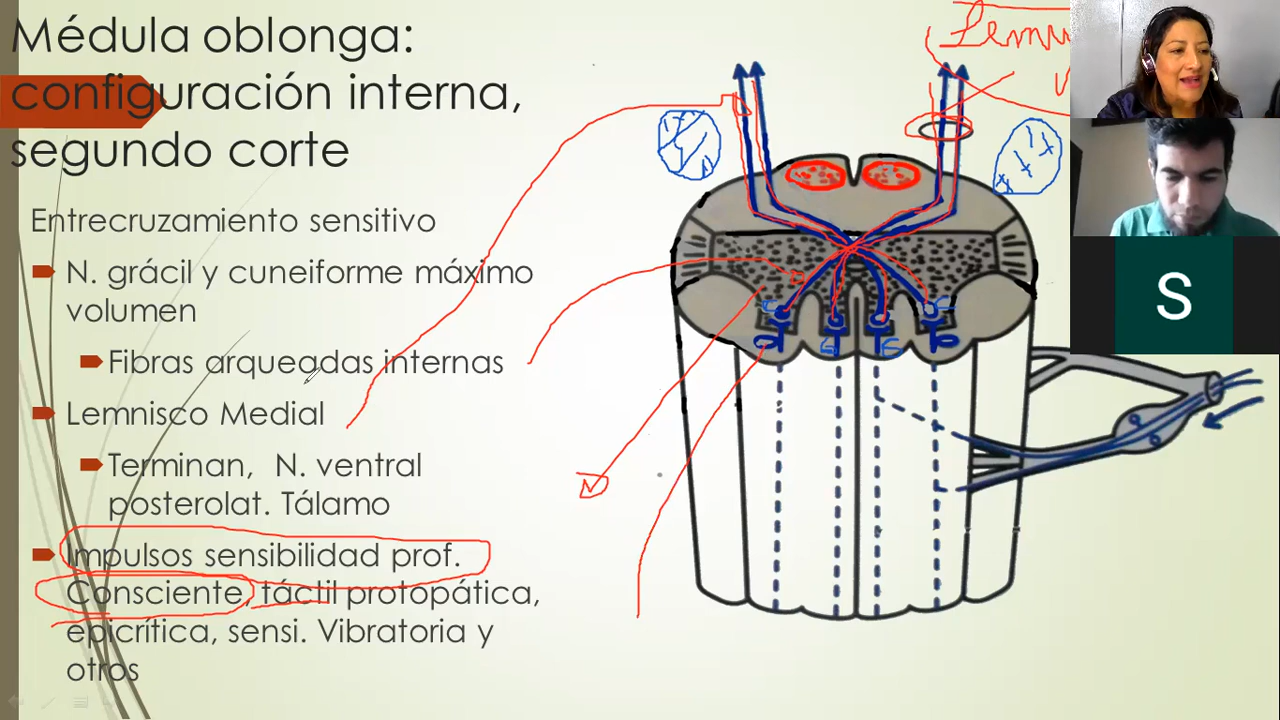 Médula oblonga:
configuración interna,
segundo corte
Entrecruzamiento sensitivo
N. grácil y cuneiforme máximo
volumen
Fibras arqueadas internas
Lemnisco Medial
Terminan, N. ventral
posterolat. Tálamo
Impulsos sensibilidad prof.
Consciente, táctil protopática,
epicrítica, sensi. Vibratoria y
otros
S